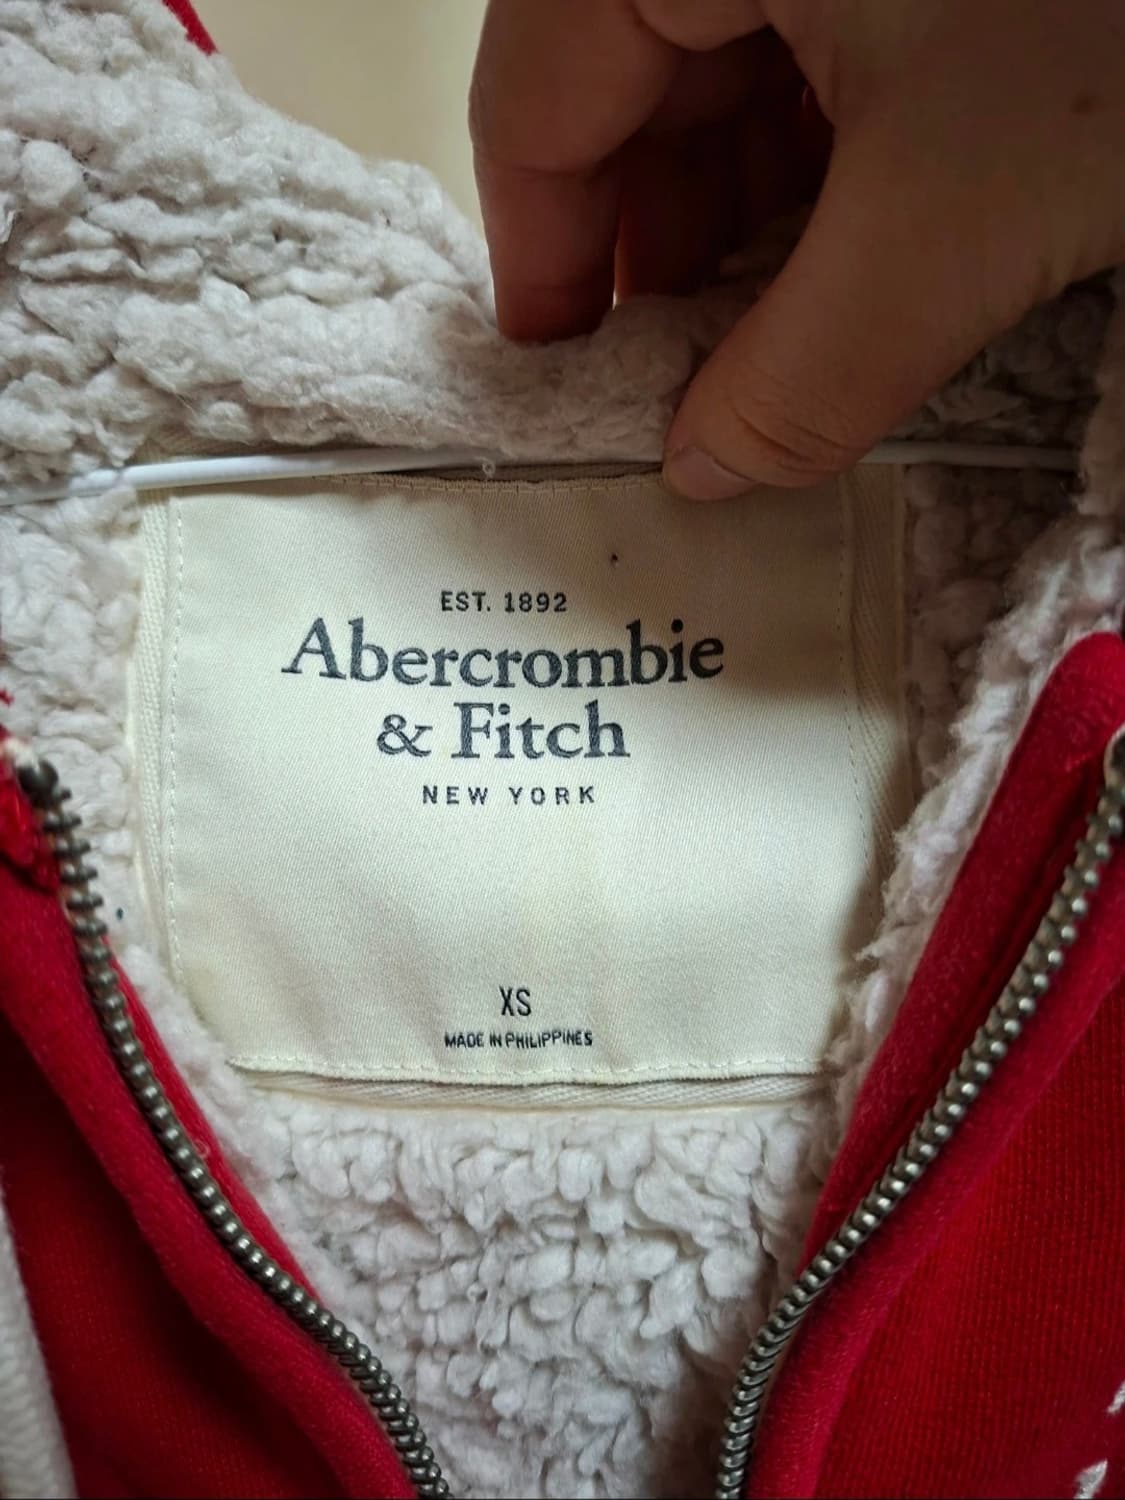 EST. 1892
Abercrombie
& Fitch
NEW YORK
XS
MADE IN PHILIPPINES